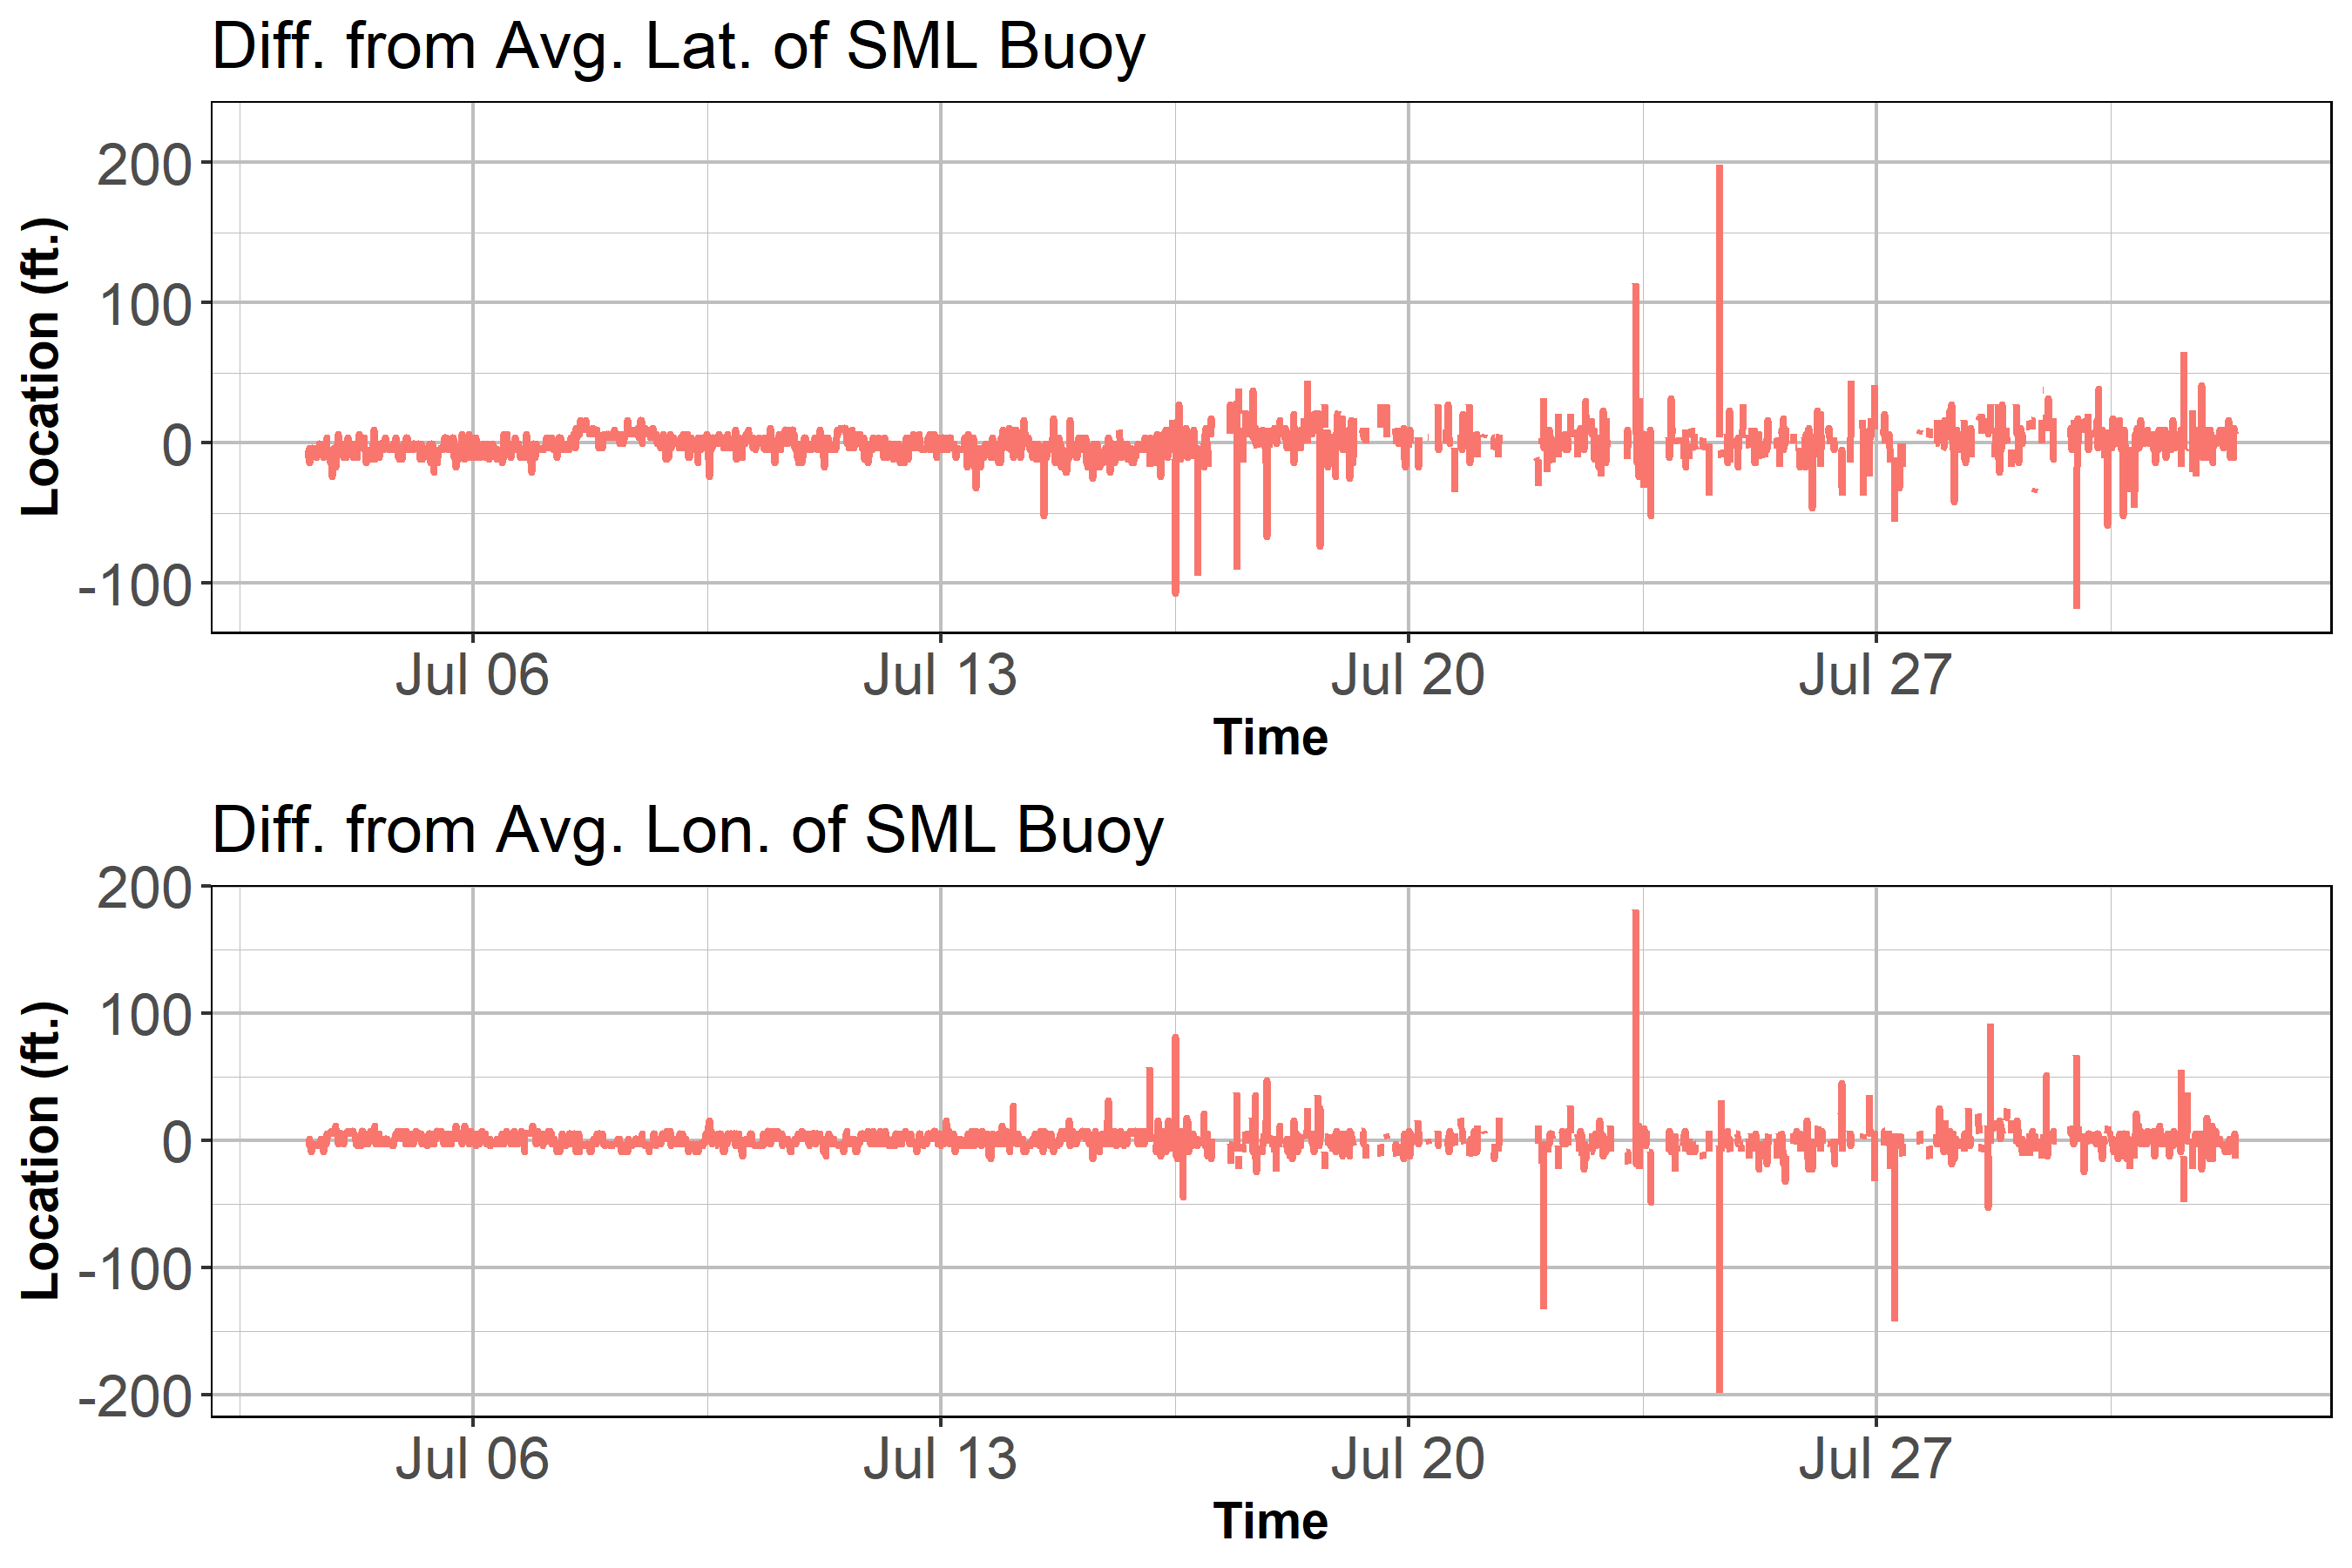 Diff. from Avg. Lat. of SML Buoy
200
100
0
-100
Location (ft.)
Jul 06 Jul 13 Jul 20 Jul 27
Time
Diff. from Avg. Lon. of SML Buoy
200
100
0
-100
-200
Location (ft.)
Jul 06 Jul 13 Jul 20 Jul 27
Time